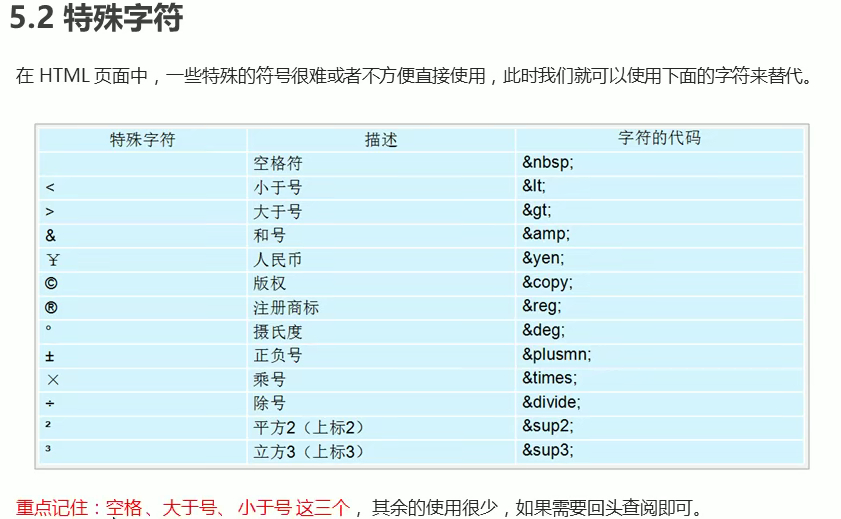 5.2 特殊字符
在 HTML 页面中，一些特殊的符号很难或者不方便直接使用，此时我们就可以使用下面的字符来替代。
特殊字符 描述 字符的代码
空格符 &nbsp;
< 小于号 &lt;
> 大于号 &gt;
& 和号 &amp;
￥ 人民币 &yen;
© 版权 &copy;
® 注册商标 &reg;
° 摄氏度 &deg;
± 正负号 &plusmn;
× 乘号 &times;
÷ 除号 &divide;
² 平方2（上标2） &sup2;
³ 立方3（上标3） &sup3;
重点记住：空格 、大于号、 小于号 这三个， 其余的使用很少，如果需要回头查阅即可。